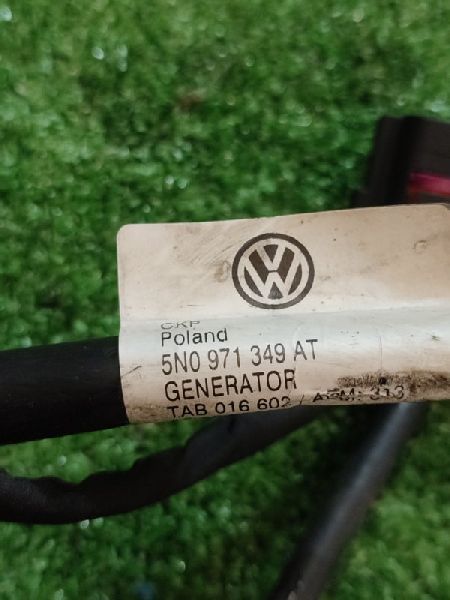 Poland
5N0 971 349 AT
GENERATOR
TAB 016 602 /